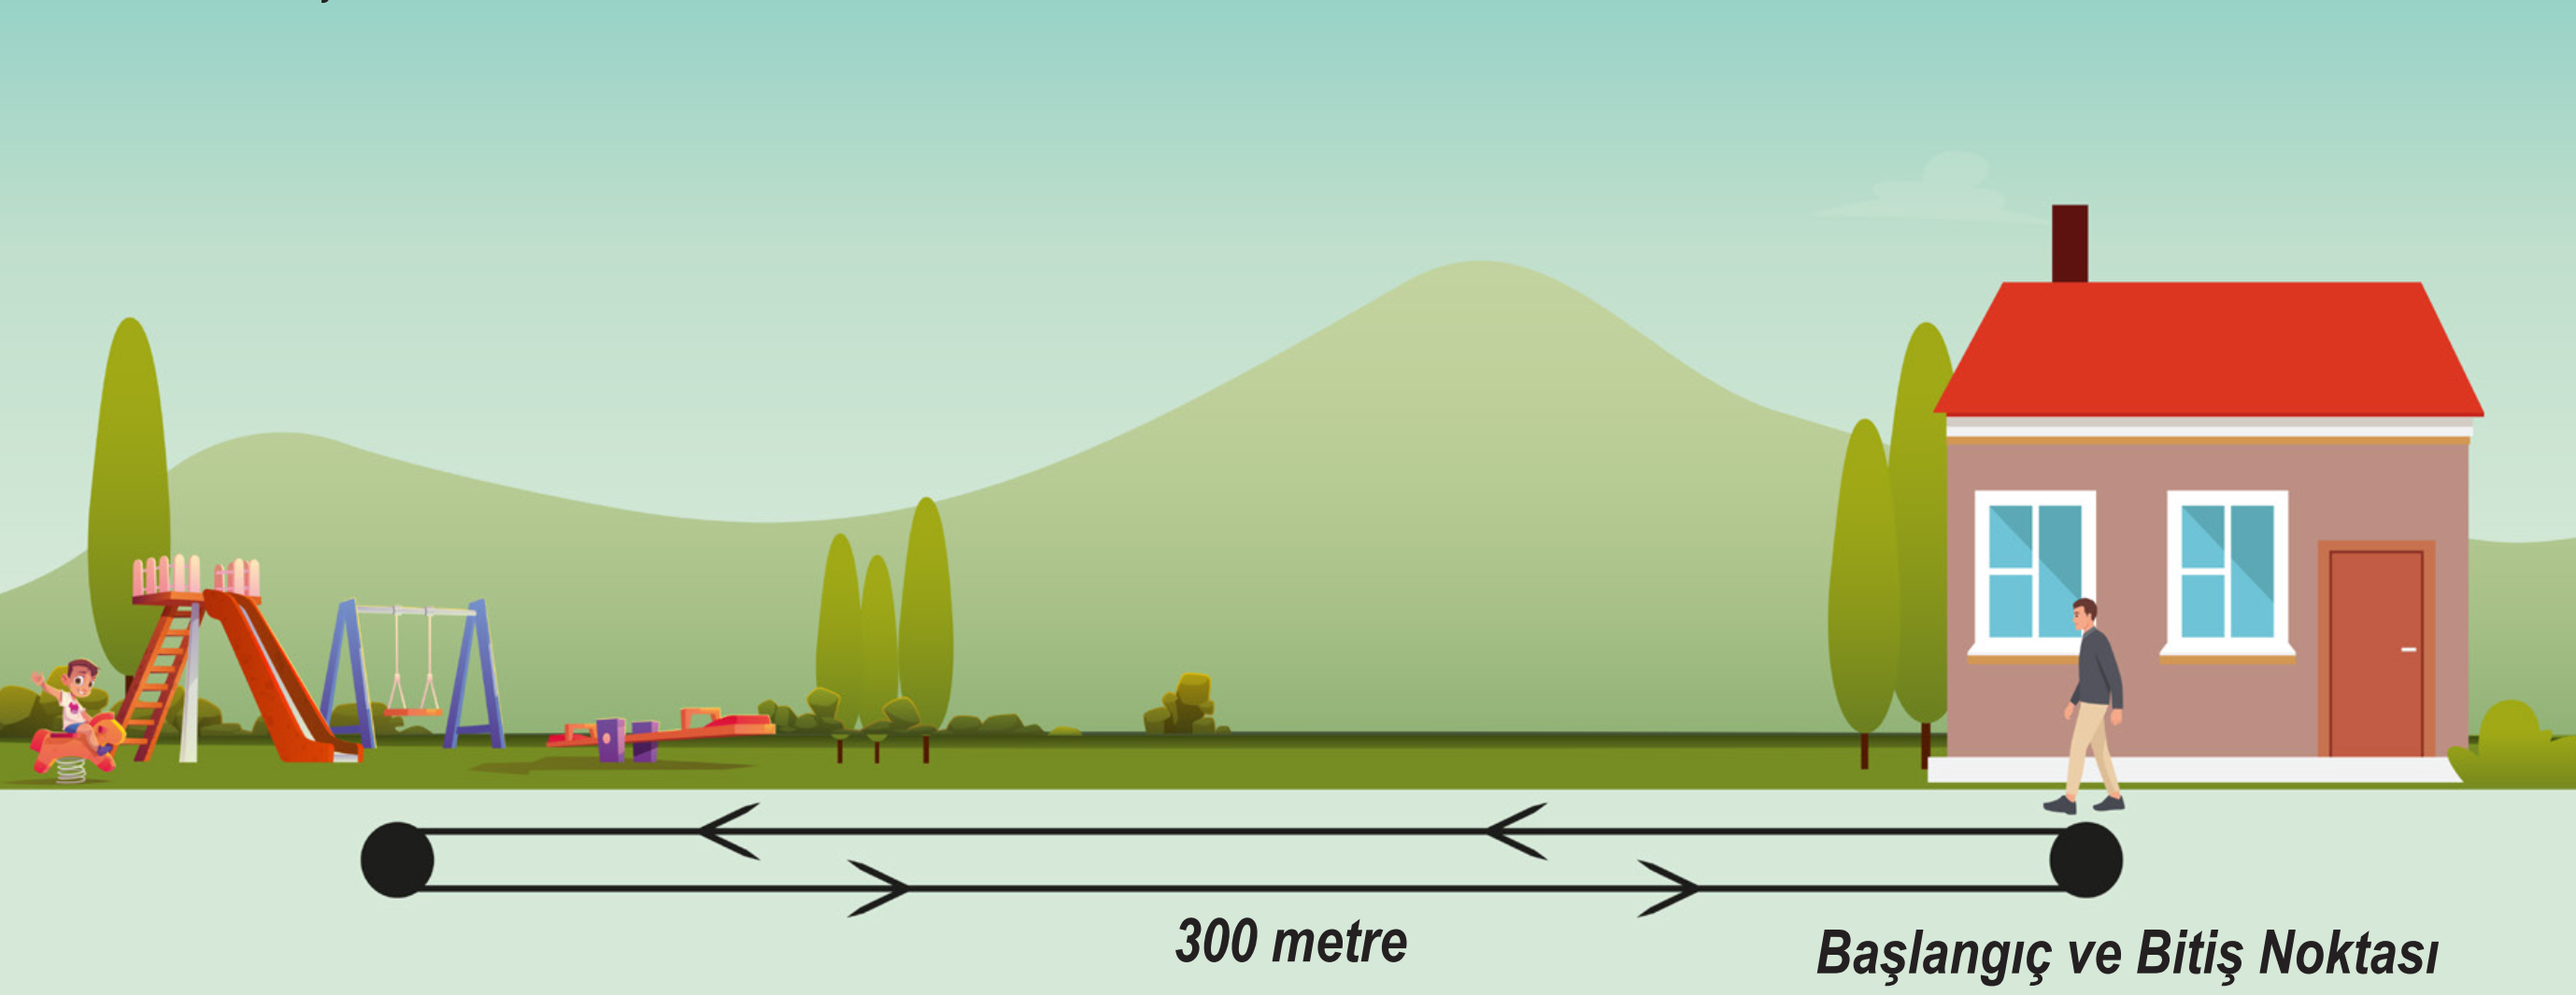 300 metre
Başlangıç ve Bitiş Noktası